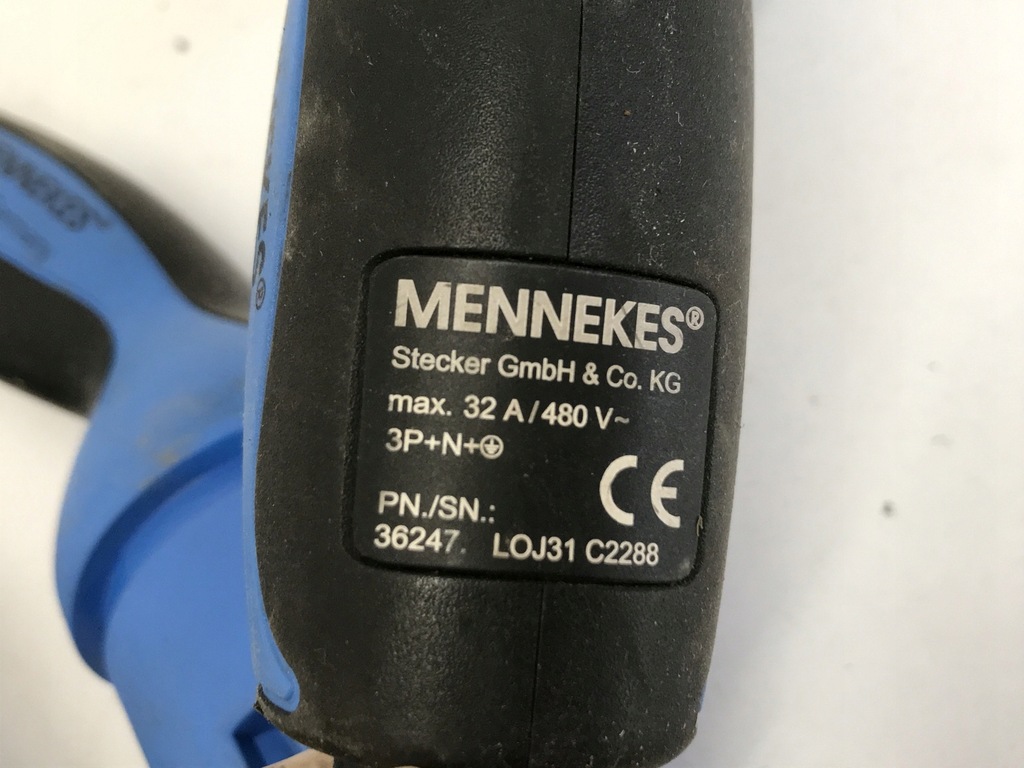 MENNEKES®
Stecker GmbH & Co. KG
max. 32 A / 480 V~
3P+N+⏚
CE
PN./SN.:
36247. LOJ31 C2288